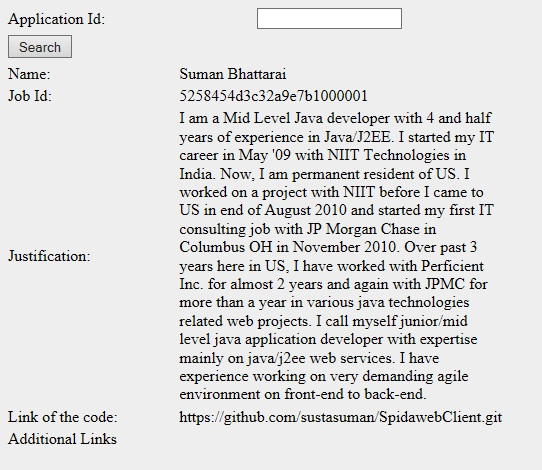 Application Id:
Search
Name: Suman Bhattarai
Job Id: 5258454d3c32a9e7b1000001
Justification:
I am a Mid Level Java developer with 4 and half
years of experience in Java/J2EE. I started my IT
career in May '09 with NIIT Technologies in
India. Now, I am permanent resident of US. I
worked on a project with NIIT before I came to
US in end of August 2010 and started my first IT
consulting job with JP Morgan Chase in
Columbus OH in November 2010. Over past 3
years here in US, I have worked with Perficient
Inc. for almost 2 years and again with JPMC for
more than a year in various java technologies
related web projects. I call myself junior/mid
level java application developer with expertise
mainly on java/j2ee web services. I have
experience working on very demanding agile
environment on front-end to back-end.
Link of the code: https://github.com/sustasuman/SpidawebClient.git
Additional Links